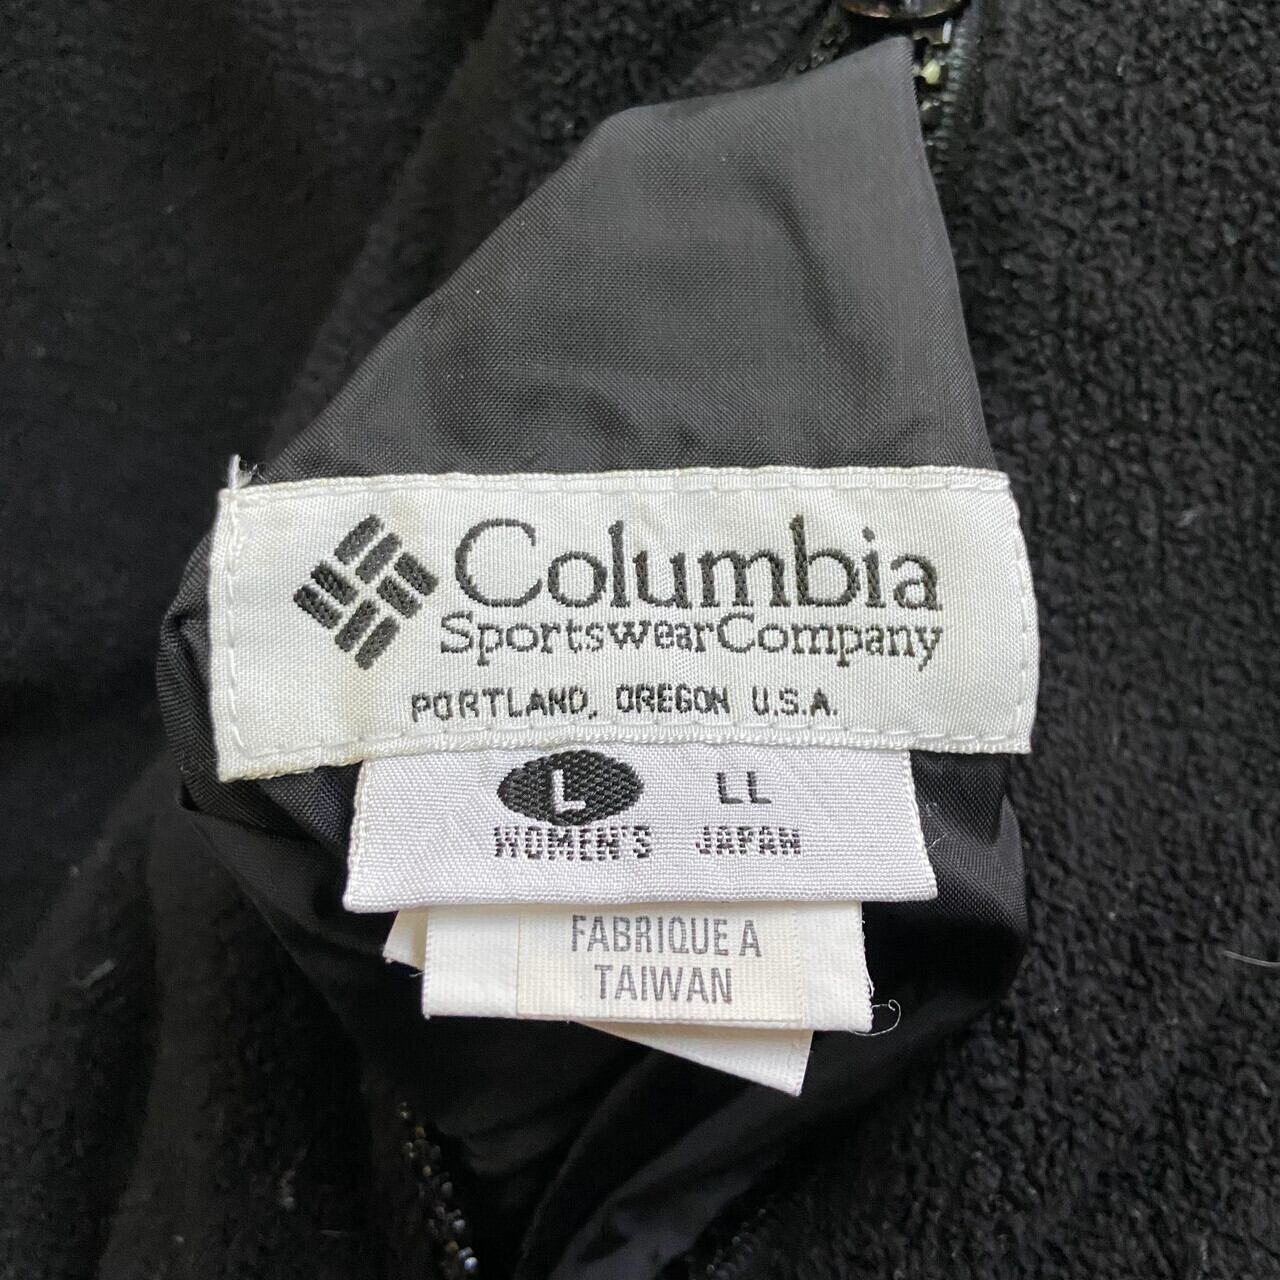 Columbia
SportswearCompany
PORTLAND, OREGON U.S.A.
L LL
WOMEN'S JAPAN
FABRIQUE A
TAIWAN